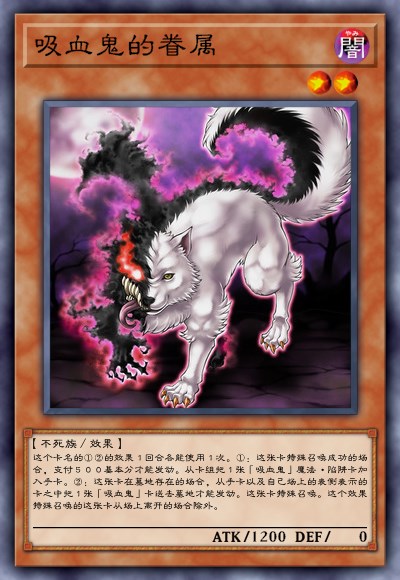 吸血鬼的眷属
やみ
闇
【不死族/效果】
这个卡名的①②的效果1回合各能使用1次。①：这张卡特殊召唤成功的场
合，支付500基本分才能发动。从卡组把1张「吸血鬼」魔法·陷阱卡加
入手卡。②：这张卡在墓地存在的场合，从手卡以及自己场上的表侧表示的
卡之中把1张「吸血鬼」卡送去墓地才能发动。这张卡特殊召唤。这个效果
特殊召唤的这张卡从场上离开的场合除外。
ATK/1200 DEF/ 0